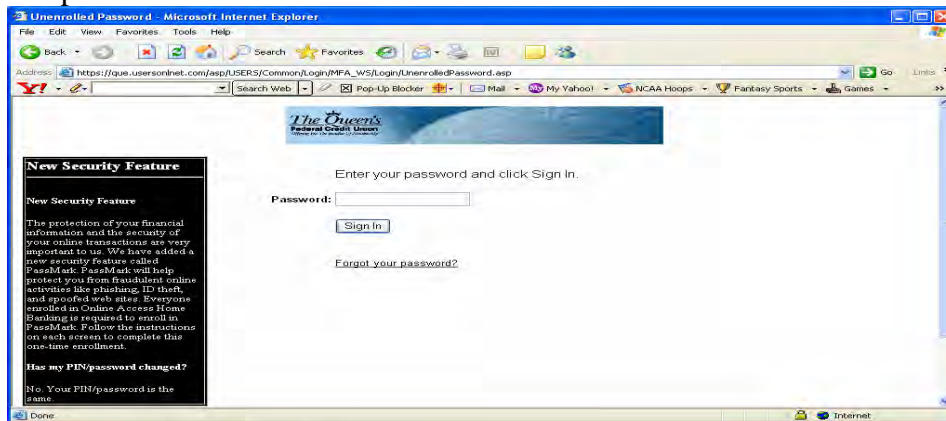 Unenrolled Password - Microsoft Internet Explorer
File Edit View Favorites Tools Help
Back Search Favorites
Address https://que.usersonlnet.com/asp/USERS/Common/Login/MFA_WS/Login/UnenrolledPassword.asp Go Links
Y! Search Web Pop-Up Blocker Mail My Yahoo! NCAA Hoops Fantasy Sports Games
The Queen's
Federal Credit Union
New Security Feature
Enter your password and click Sign In.
New Security Feature
Password:
The protection of your financial
information and the security of
your online transactions are very
important to us. We have added a
new security feature called
PassMark. PassMark will help
protect you from fraudulent online
activities like phishing, ID theft,
and spoofed web sites. Everyone
enrolled in Online Access Home
Banking is required to enroll in
PassMark. Follow the instructions
on each screen to complete this
one-time enrollment.
Has my PIN/password changed?
No. Your PIN/password is the
same.
Sign In
Forgot your password?
Done Internet